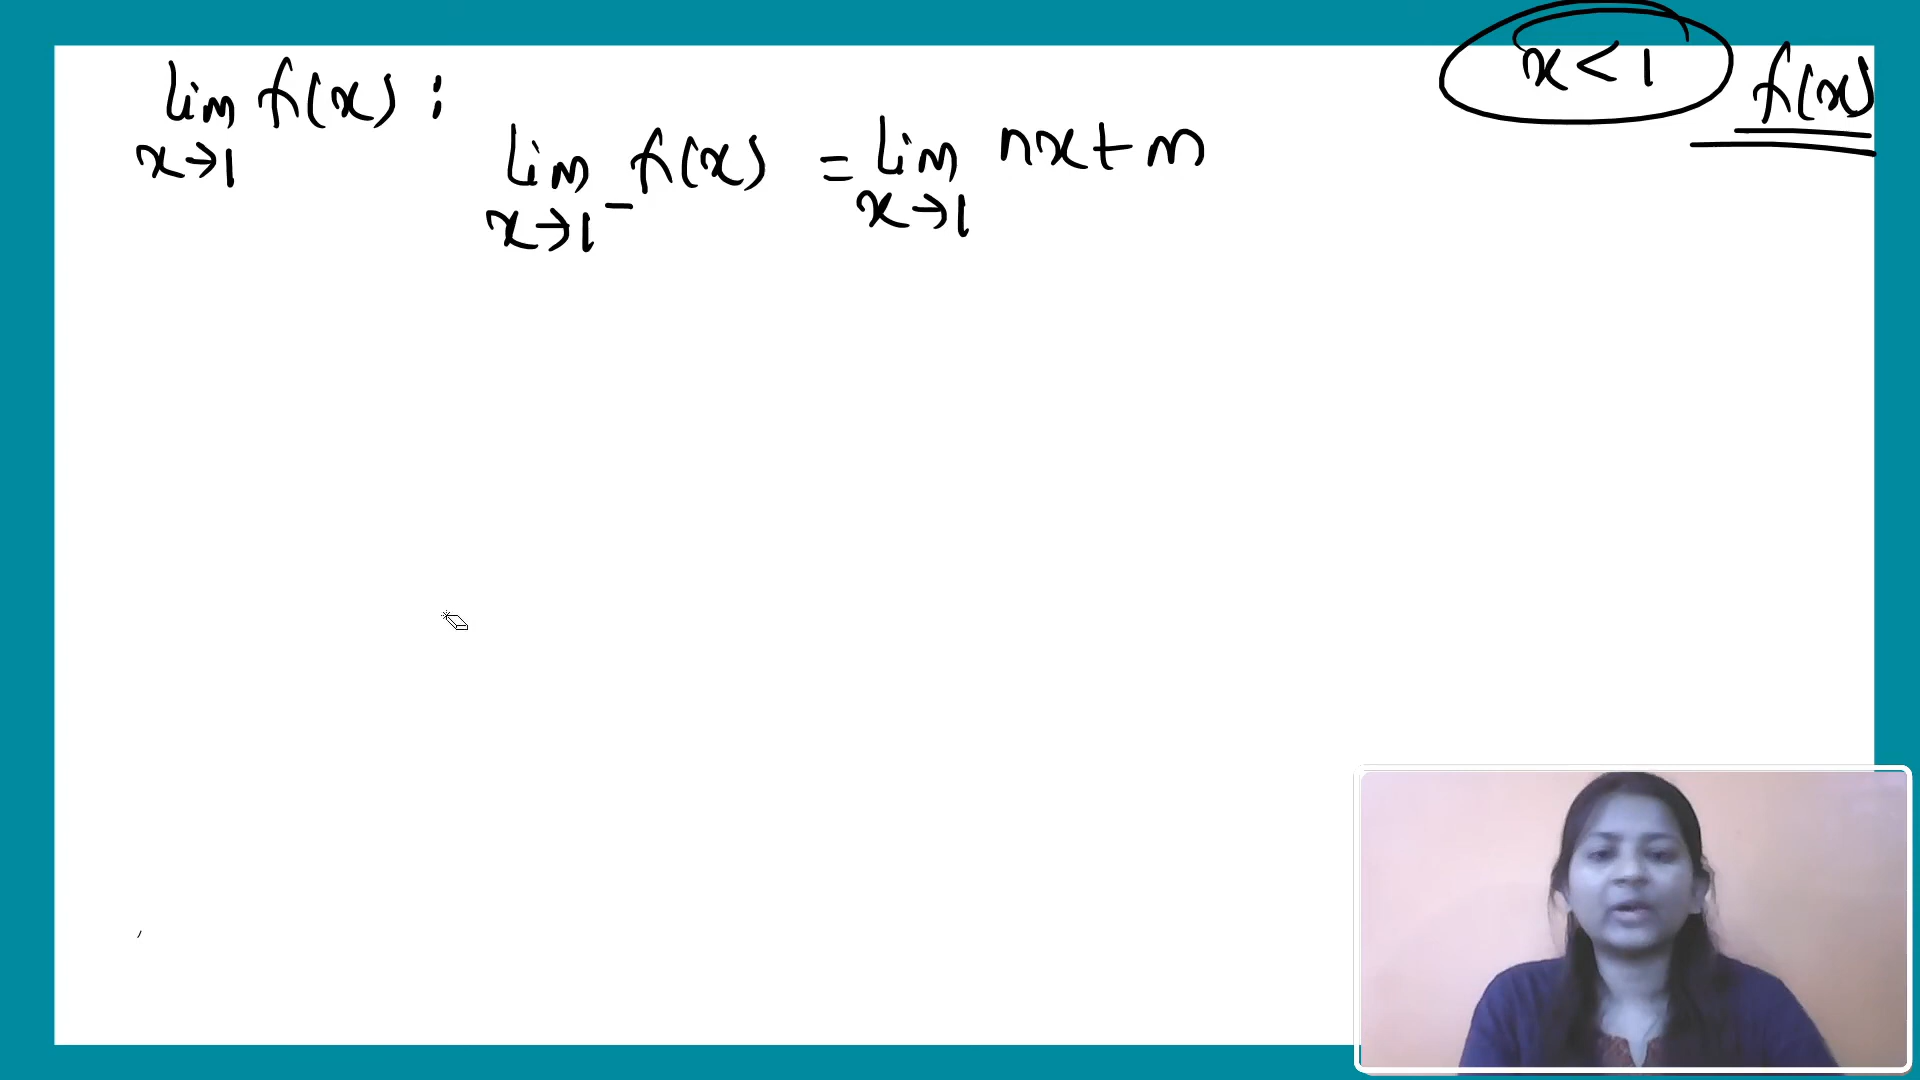 lim f(x) :
x→1
lim f(x) = lim nx+m
x→1⁻ x→1
x<1 f(x)